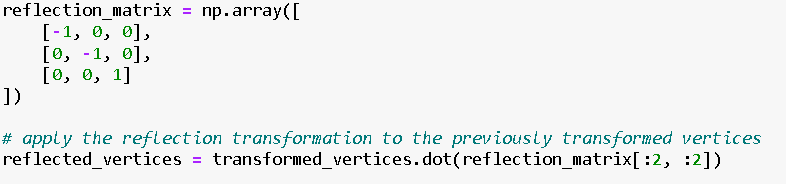 reflection_matrix = np.array([
    [-1, 0, 0],
    [0, -1, 0],
    [0, 0, 1]
])
# apply the reflection transformation to the previously transformed vertices
reflected_vertices = transformed_vertices.dot(reflection_matrix[:2, :2])